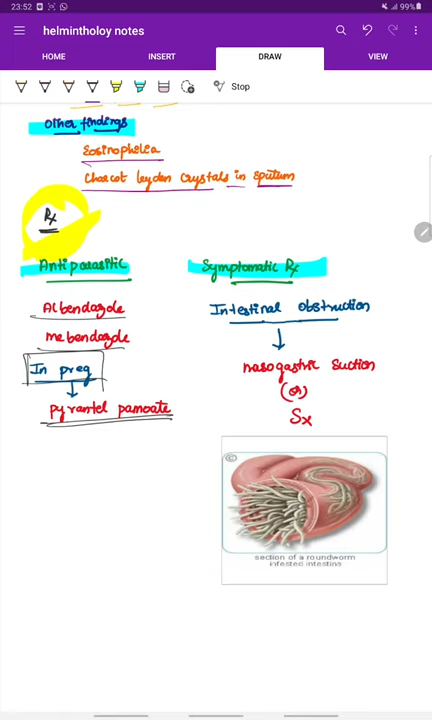 23:52
99%
helmintholoy notes
HOME
INSERT
DRAW
VIEW
Stop
Other findings
Eosinophelia
Charcot leyden crystals in sputum
Rx
Antiparasitic
Symptomatic Rx
Albendazole
mebendazole
In preg
pyrantel pamoate
Intestinal obstruction
nasogastric suction
(or)
Sx
©
section of a roundworm
infested intestine